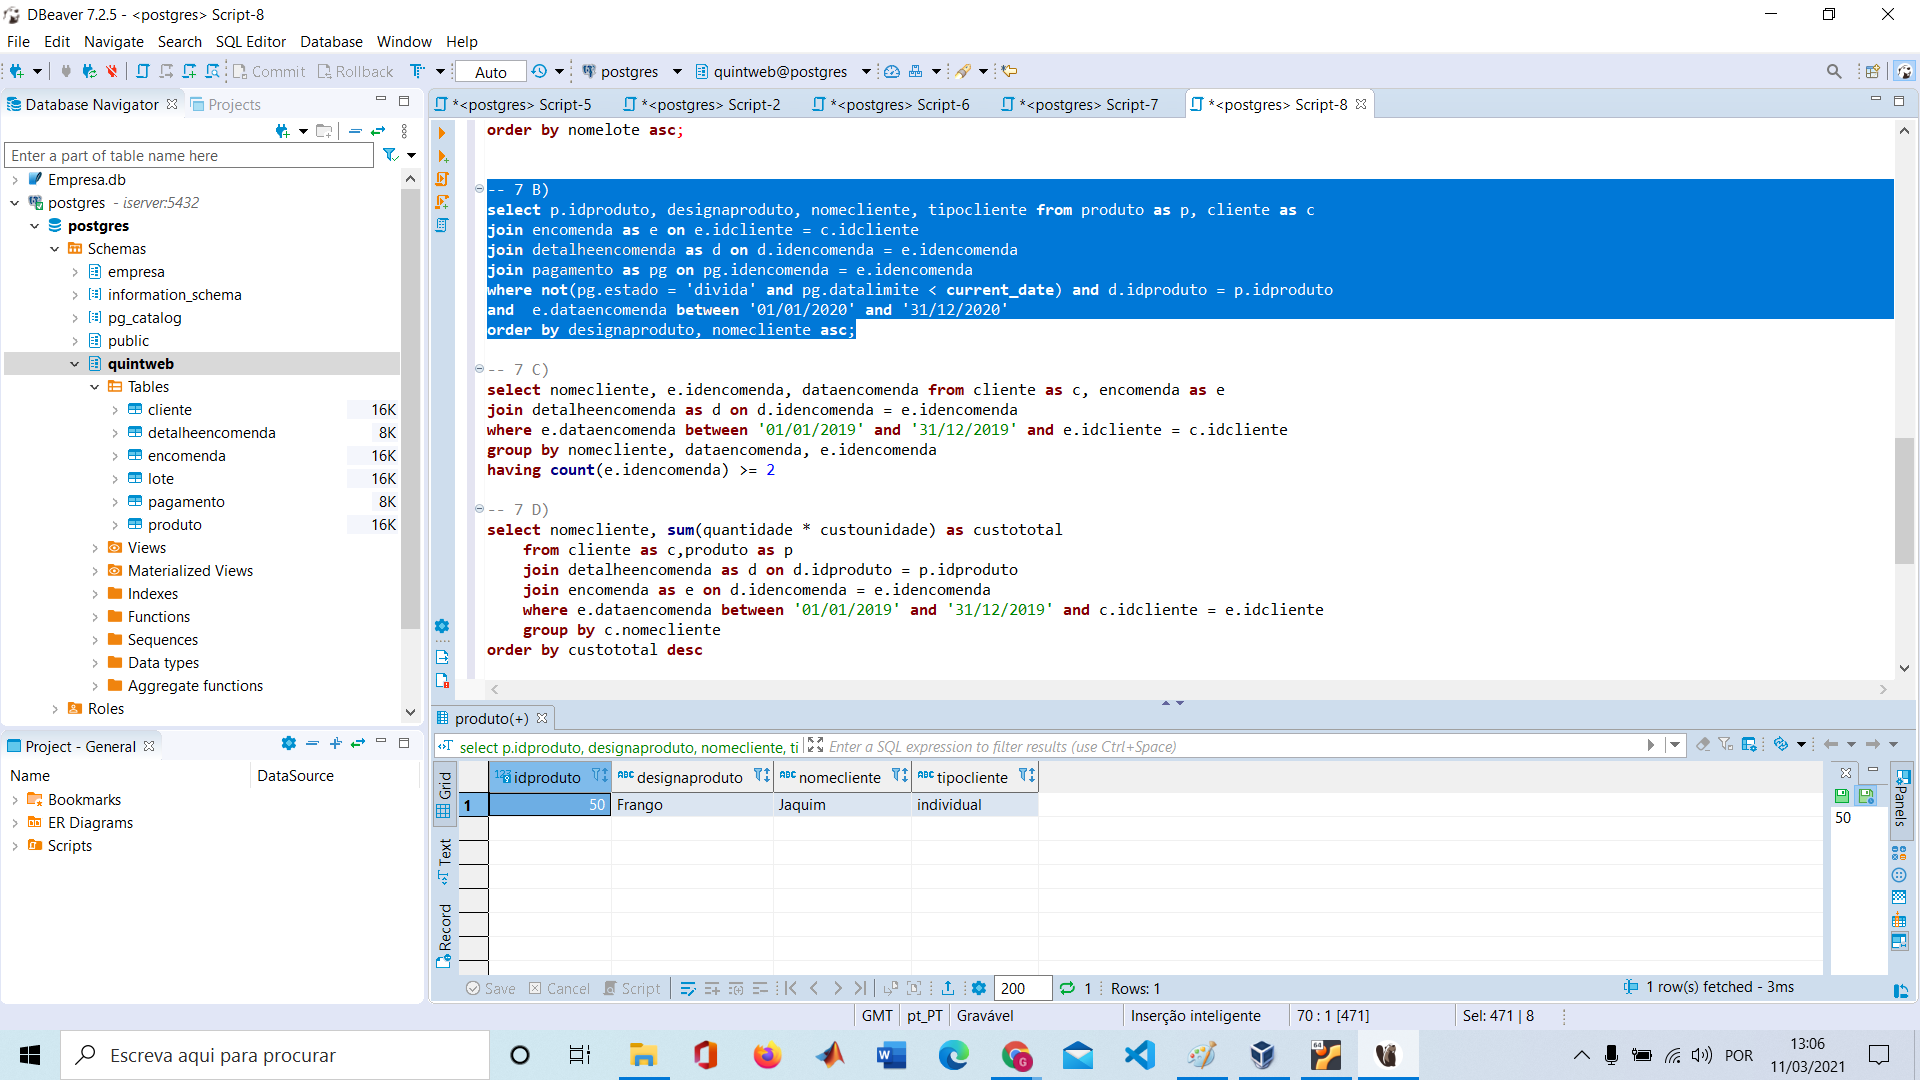 DBeaver 7.2.5 - <postgres> Script-8
File Edit Navigate Search SQL Editor Database Window Help
Commit Rollback Auto postgres quintweb@postgres
Database Navigator Projects
*<postgres> Script-5 *<postgres> Script-2 *<postgres> Script-6 *<postgres> Script-7 *<postgres> Script-8
Enter a part of table name here
Empresa.db
postgres - iserver:5432
postgres
Schemas
empresa
information_schema
pg_catalog
public
quintweb
Tables
cliente 16K
detalheencomenda 8K
encomenda 16K
lote 16K
pagamento 8K
produto 16K
Views
Materialized Views
Indexes
Functions
Sequences
Data types
Aggregate functions
Roles
order by nomelote asc;
-- 7 B)
select p.idproduto, designaproduto, nomecliente, tipocliente from produto as p, cliente as c
join encomenda as e on e.idcliente = c.idcliente
join detalheencomenda as d on d.idencomenda = e.idencomenda
join pagamento as pg on pg.idencomenda = e.idencomenda
where not(pg.estado = 'divida' and pg.datalimite < current_date) and d.idproduto = p.idproduto
and  e.dataencomenda between '01/01/2020' and '31/12/2020'
order by designaproduto, nomecliente asc;
-- 7 C)
select nomecliente, e.idencomenda, dataencomenda from cliente as c, encomenda as e
join detalheencomenda as d on d.idencomenda = e.idencomenda
where e.dataencomenda between '01/01/2019' and '31/12/2019' and e.idcliente = c.idcliente
group by nomecliente, dataencomenda, e.idencomenda
having count(e.idencomenda) >= 2
-- 7 D)
select nomecliente, sum(quantidade * custounidade) as custototal
from cliente as c,produto as p
join detalheencomenda as d on d.idproduto = p.idproduto
join encomenda as e on d.idencomenda = e.idencomenda
where e.dataencomenda between '01/01/2019' and '31/12/2019' and c.idcliente = e.idcliente
group by c.nomecliente
order by custototal desc
Project - General
Name DataSource
Bookmarks
ER Diagrams
Scripts
produto(+)
select p.idproduto, designaproduto, nomecliente, ti Enter a SQL expression to filter results (use Ctrl+Space)
Grid
Text
Record
123 idproduto ABC designaproduto ABC nomecliente ABC tipocliente
1 50 Frango Jaquim individual
50
Panels
Save Cancel Script 200 1 Rows: 1 1 row(s) fetched - 3ms
GMT pt_PT Gravável Inserção inteligente 70 : 1 [471] Sel: 471 | 8
Escreva aqui para procurar
G
64
POR
13:06
11/03/2021